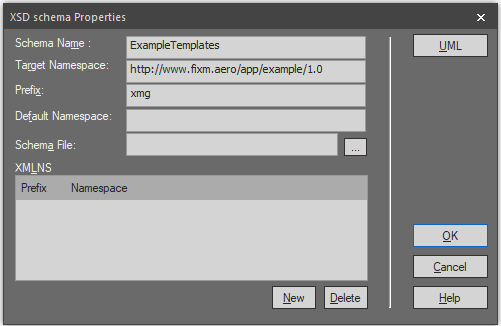 XSD schema Properties
Schema Name :
ExampleTemplates
UML
Target Namespace:
http://www.fixm.aero/app/example/1.0
Prefix:
xmg
Default Namespace:
Schema File:
...
XMLNS
Prefix Namespace
OK
Cancel
New Delete Help